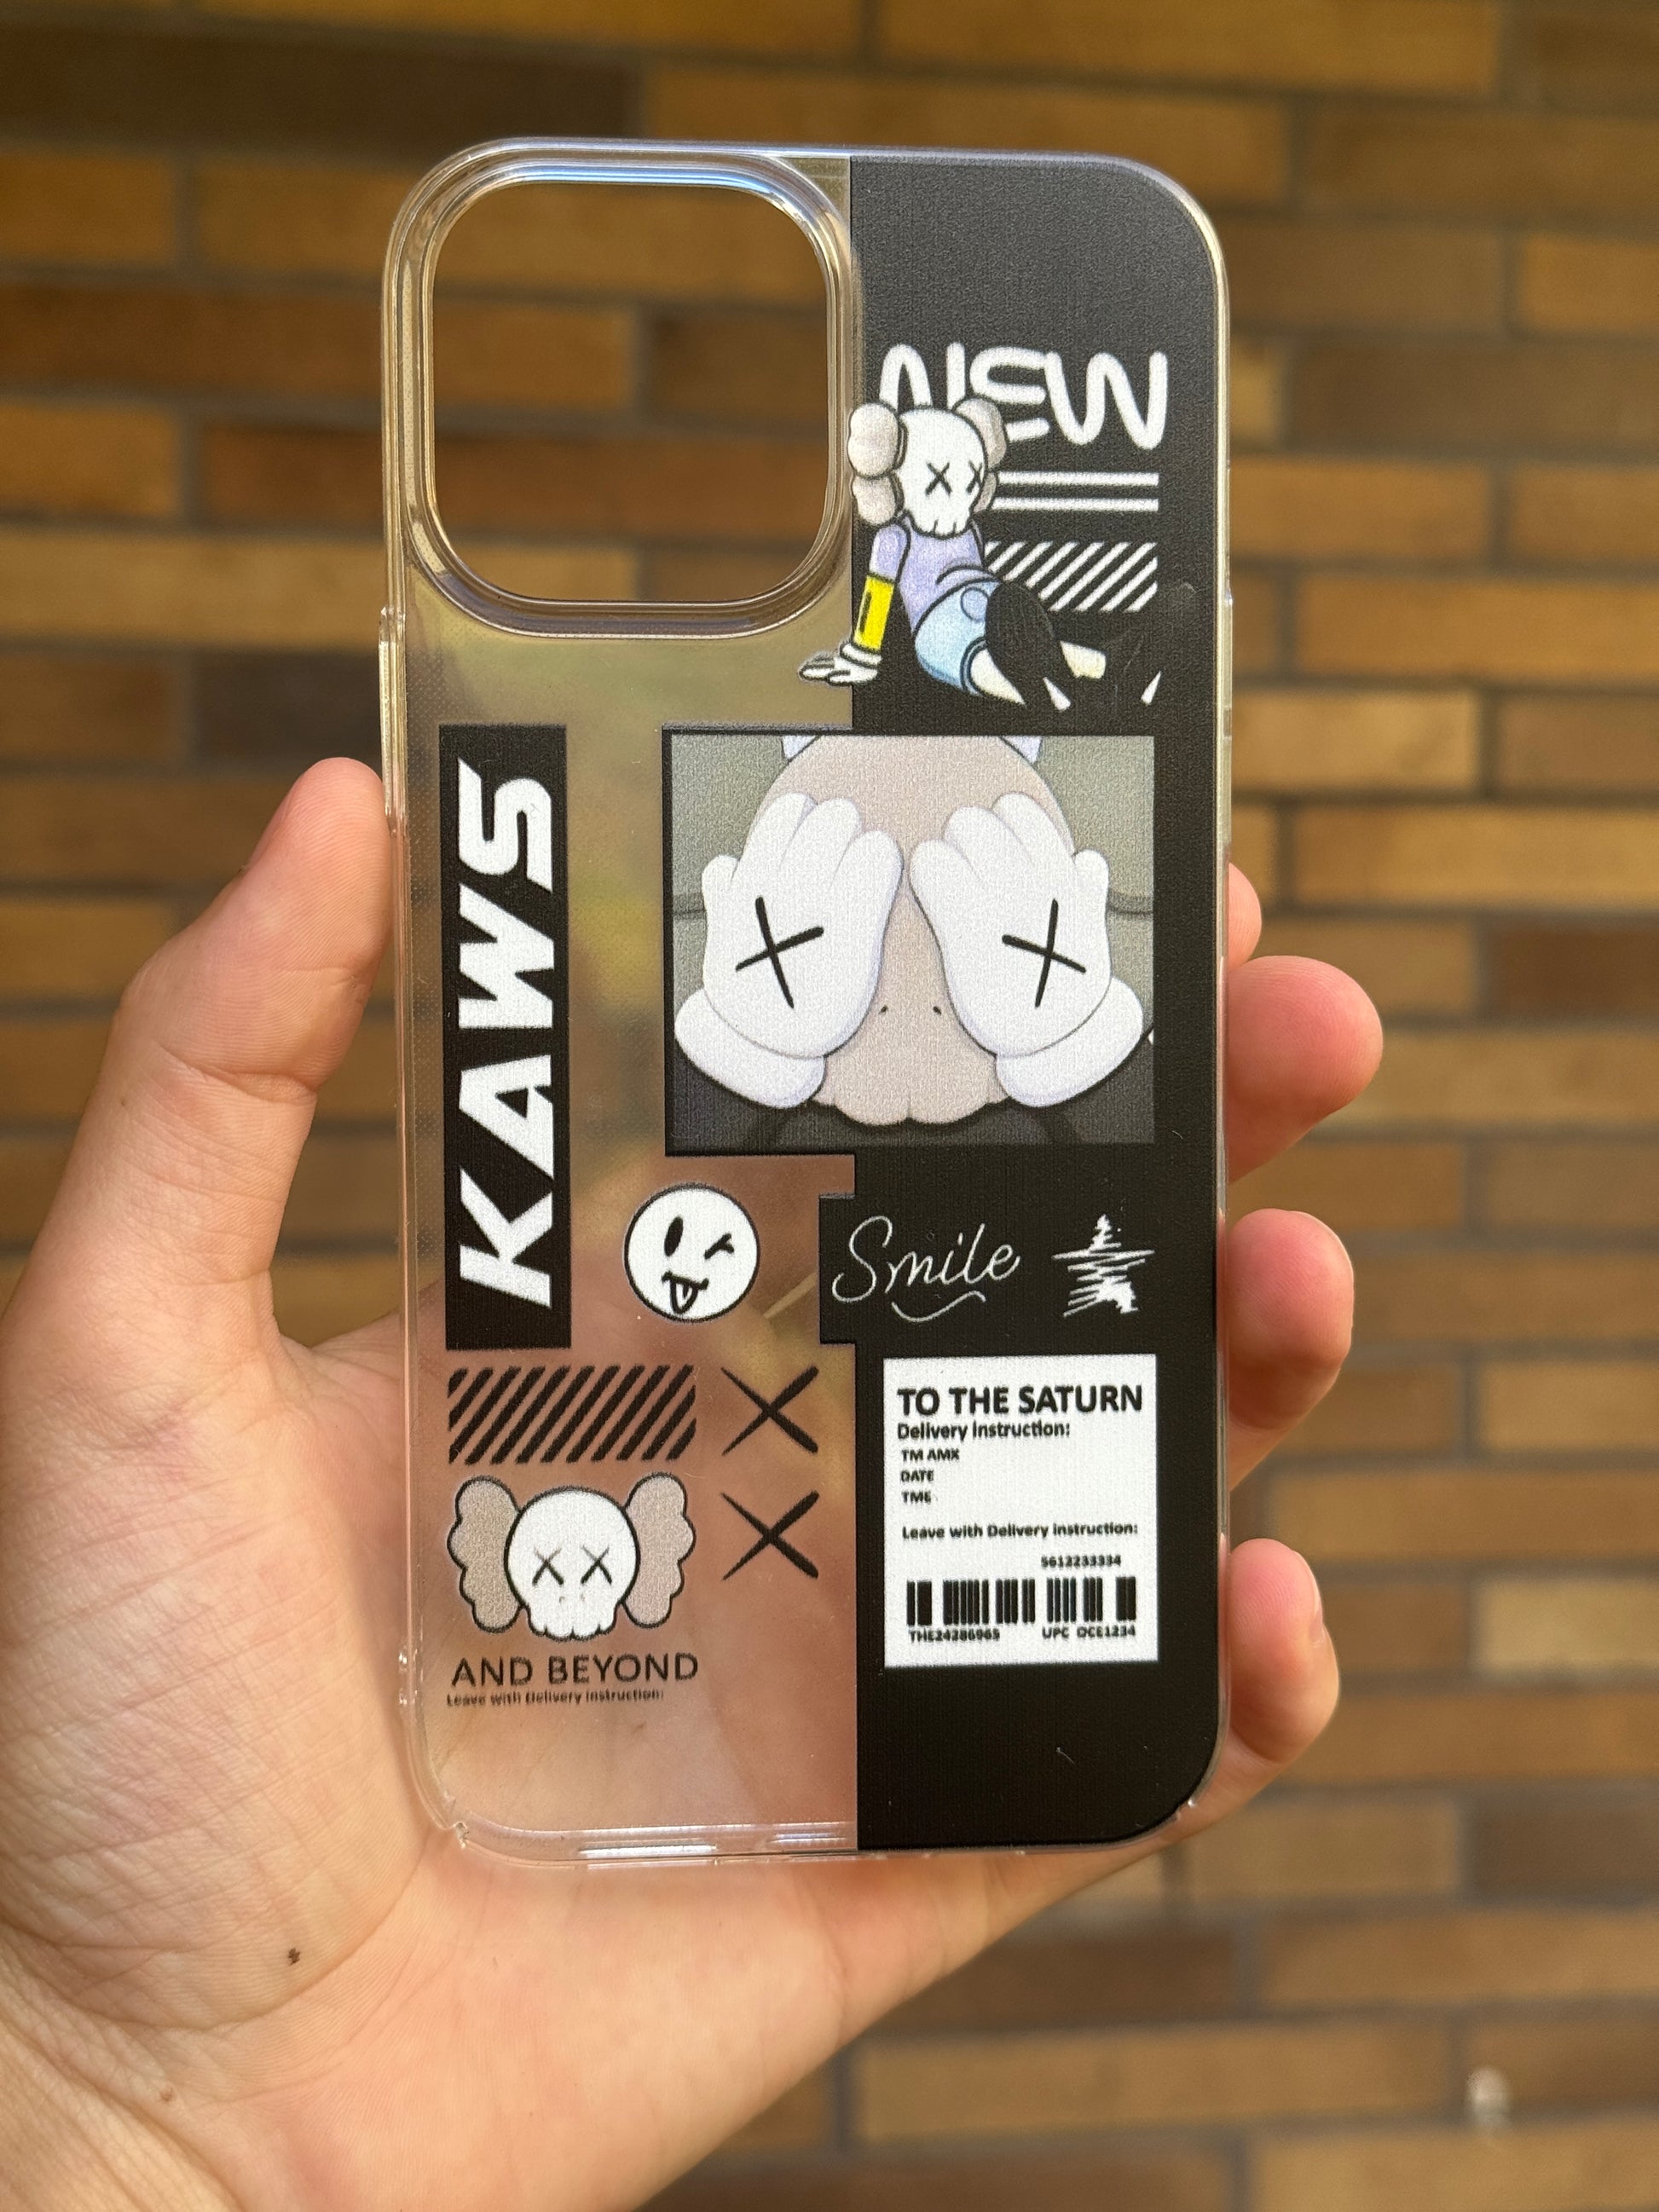 NEW
KAWS
Smile
TO THE SATURN
Delivery instruction:
TM AMX
DATE
TME
Leave with Delivery instruction:
5612233334
THE24286965 UPC OCE1234
AND BEYOND
Leave with Delivery instruction: